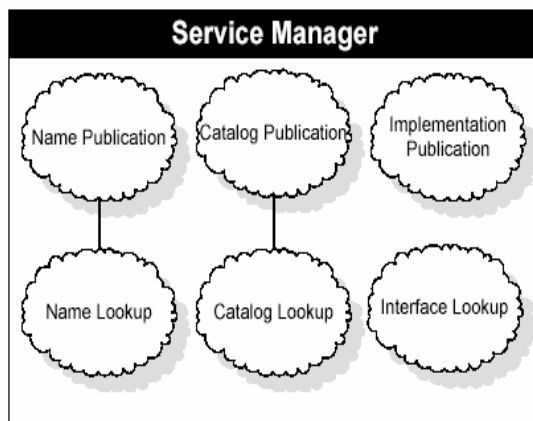 Service Manager
Name Publication
Catalog Publication
Implementation
Publication
Name Lookup
Catalog Lookup
Interface Lookup